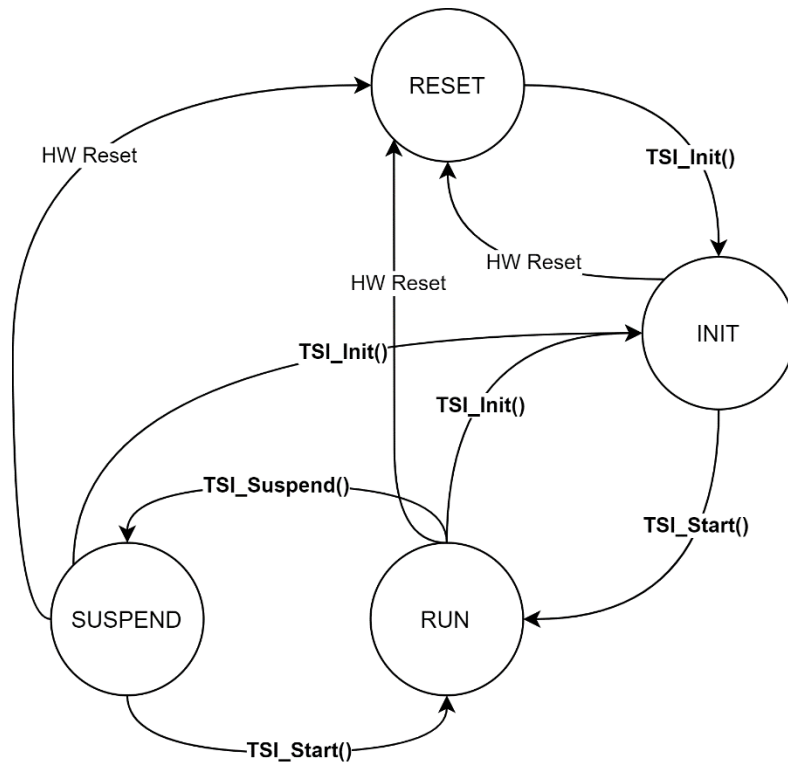 RESET
HW Reset
TSI_Init()
HW Reset
HW Reset
INIT
TSI_Init()
TSI_Init()
TSI_Suspend()
TSI_Start()
SUSPEND
RUN
TSI_Start()